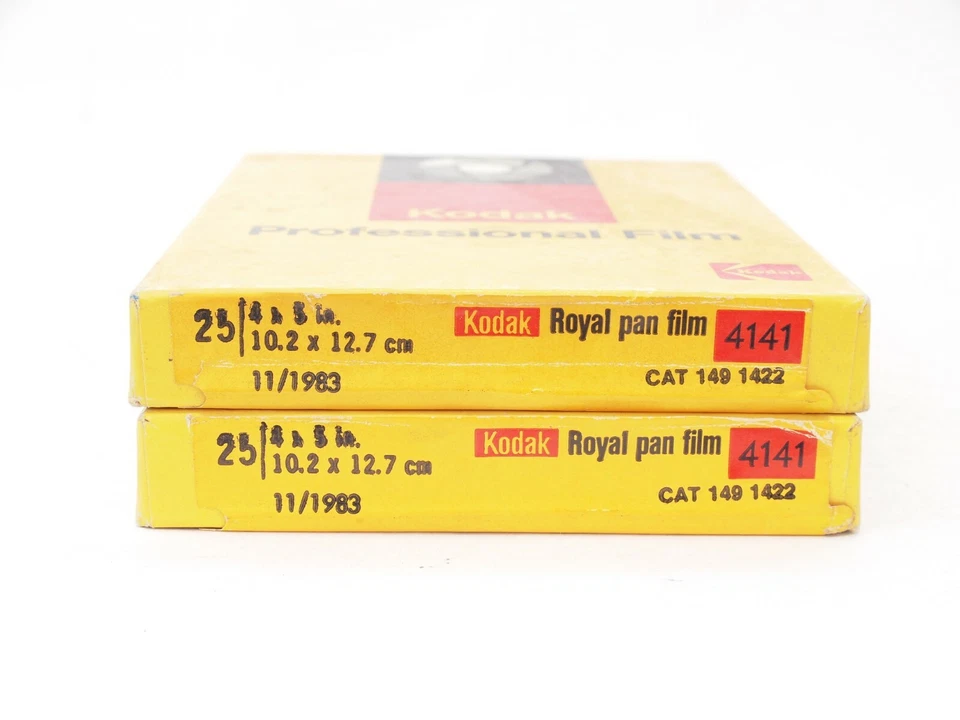 Kodak
Professional Film
Kodak
25 4 x 5 in.
10.2 x 12.7 cm
11/1983
Kodak Royal pan film 4141
CAT 149 1422
25 4 x 5 in.
10.2 x 12.7 cm
11/1983
Kodak Royal pan film 4141
CAT 149 1422